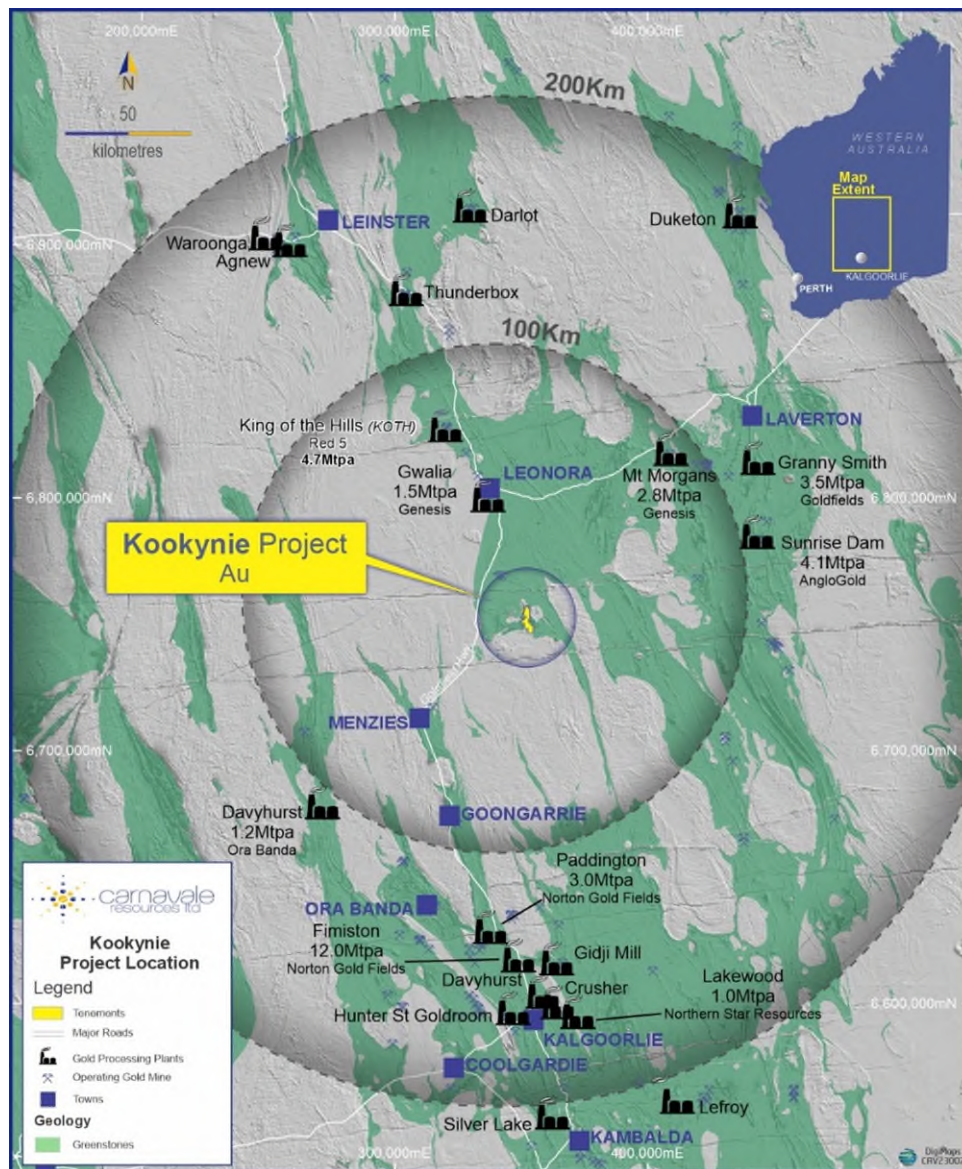 200,000mE
300,000mE
400,000mE
N
50
kilometres
200Km
WESTERN
AUSTRALIA
Map
Extent
KALGOORLIE
PERTH
LEINSTER
Darlot
Duketon
Waroonga
Agnew
6,900,000mN
Thunderbox
100Km
King of the Hills (KOTH)
Red 5
4.7Mtpa
LAVERTON
Gwalia
1.5Mtpa
Genesis
LEONORA
Mt Morgans
2.8Mtpa
Genesis
Granny Smith
3.5Mtpa
Goldfields
6,800,000mN
6,800,000mN
Sunrise Dam
4.1Mtpa
AngloGold
Kookynie Project
Au
MENZIES
6,700,000mN
6,700,000mN
GOONGARRIE
Davyhurst
1.2Mtpa
Ora Banda
Paddington
3.0Mtpa
Norton Gold Fields
ORA BANDA
Fimiston
12.0Mtpa
Norton Gold Fields
Gidji Mill
Davyhurst
Crusher
Lakewood
1.0Mtpa
Northern Star Resources
6,600,000mN
Hunter St Goldroom
KALGOORLIE
COOLGARDIE
Silver Lake
Lefroy
KAMBALDA
300,000mE
400,000mE
carnavale
resources ltd
Kookynie
Project Location
Legend
Tenements
Major Roads
Gold Processing Plants
Operating Gold Mine
Towns
Geology
Greenstones
DigiMaps